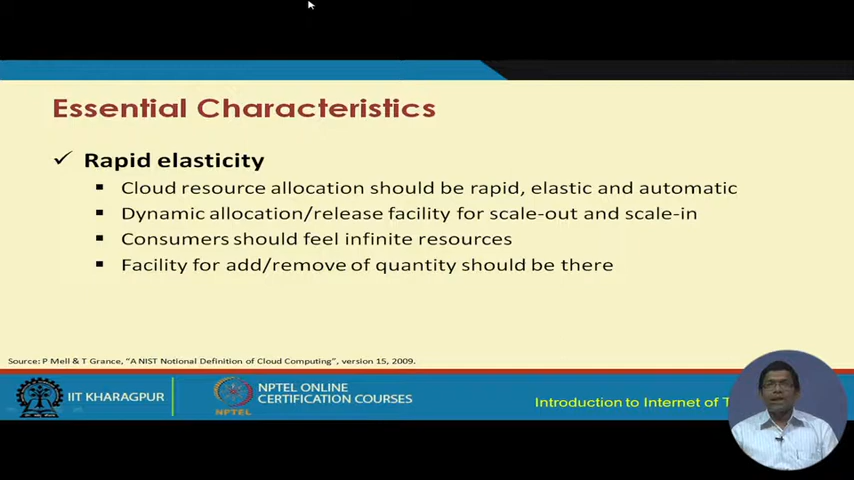 Essential Characteristics
✓ Rapid elasticity
▪ Cloud resource allocation should be rapid, elastic and automatic
▪ Dynamic allocation/release facility for scale-out and scale-in
▪ Consumers should feel infinite resources
▪ Facility for add/remove of quantity should be there
Source: P Mell & T Grance, "A NIST Notional Definition of Cloud Computing", version 15, 2009.
IIT KHARAGPUR
NPTEL
NPTEL ONLINE
CERTIFICATION COURSES
Introduction to Internet of T